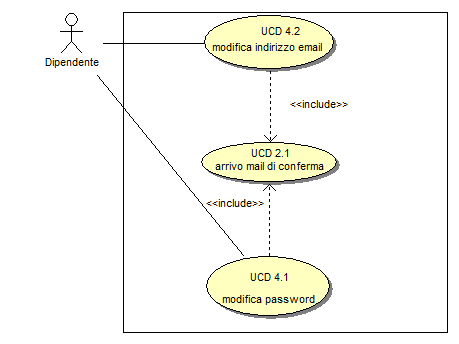 UCD 4.2
modifica indirizzo email
Dipendente
<<include>>
UCD 2.1
arrivo mail di conferma
<<include>>
UCD 4.1
modifica password